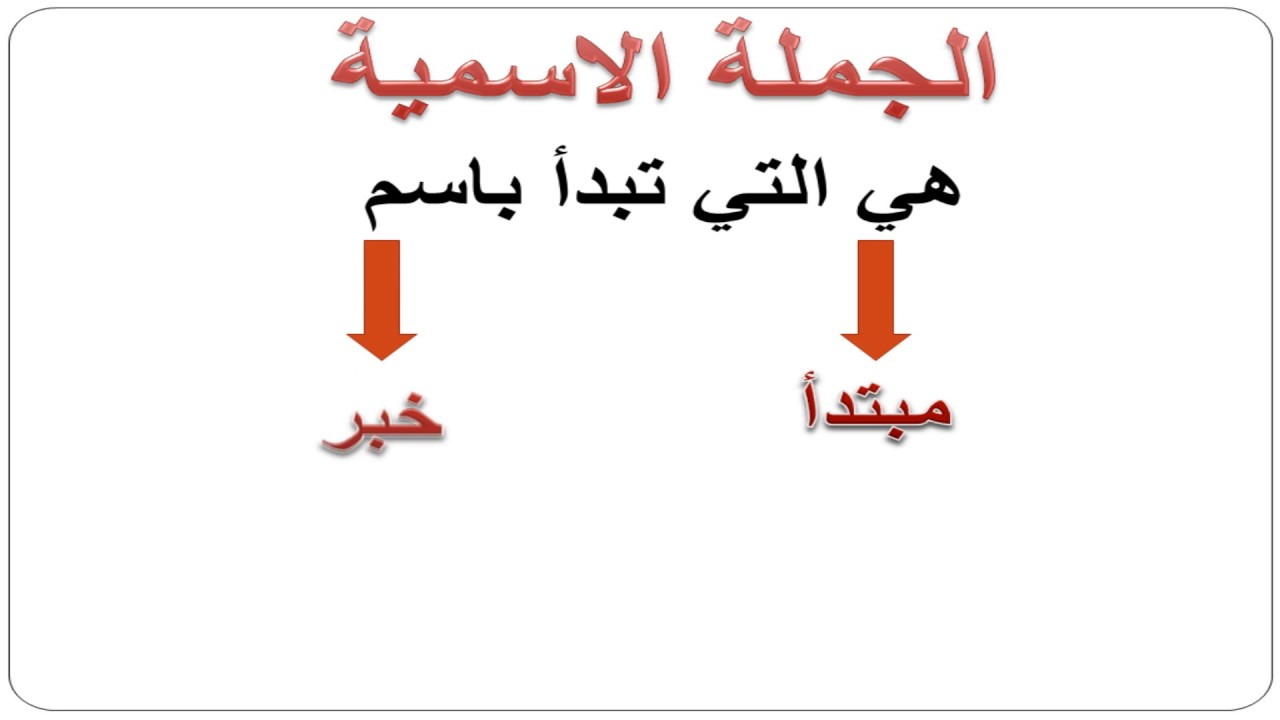 الجملة الاسمية
هي التي تبدأ باسم
مبتدأ
خبر